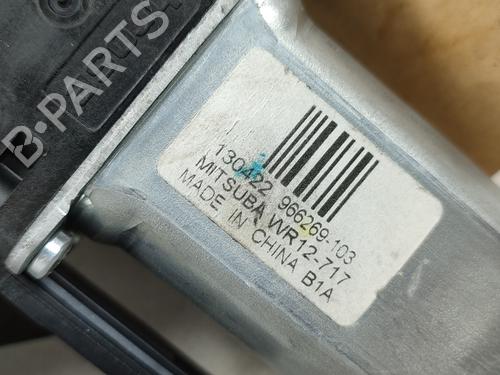 B-PARTS
130422 966269-103
MITSUBA WR12-717
MADE IN CHINA B1A